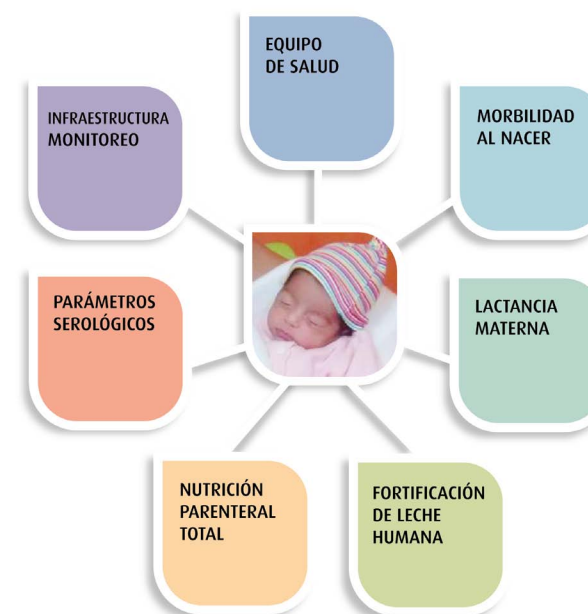 EQUIPO
DE SALUD
INFRAESTRUCTURA
MONITOREO
MORBILIDAD
AL NACER
PARÁMETROS
SEROLÓGICOS
LACTANCIA
MATERNA
NUTRICIÓN
PARENTERAL
TOTAL
FORTIFICACIÓN
DE LECHE
HUMANA